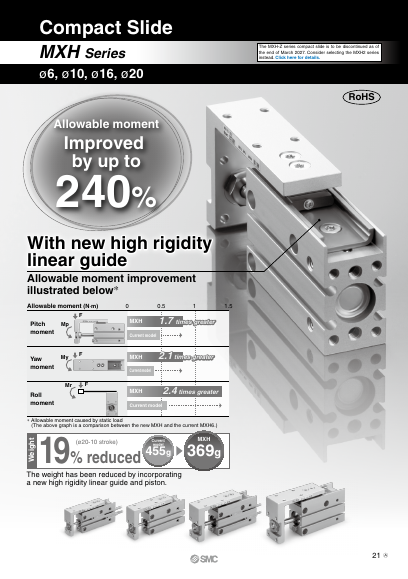 Compact Slide
MXH Series
ø6, ø10, ø16, ø20
The MXH-Z series compact slide is to be discontinued as of
the end of March 2027. Consider selecting the MXH2 series
instead. Click here for details.
RoHS
Allowable moment
Improved
by up to
240%
With new high rigidity
linear guide
Allowable moment improvement
illustrated below*
Allowable moment (N·m) 0 0.5 1 1.5
Pitch
moment
Mp F
MXH 1.7 times greater
Current model
Yaw
moment
My F
MXH 2.1 times greater
Current model
Roll
moment
Mr F
MXH 2.4 times greater
Current model
* Allowable moment caused by static load
(The above graph is a comparison between the new MXH and the current MXH6.)
Weight
19% reduced
(ø20-10 stroke)
Current model
455g
MXH
369g
The weight has been reduced by incorporating
a new high rigidity linear guide and piston.
SMC
21